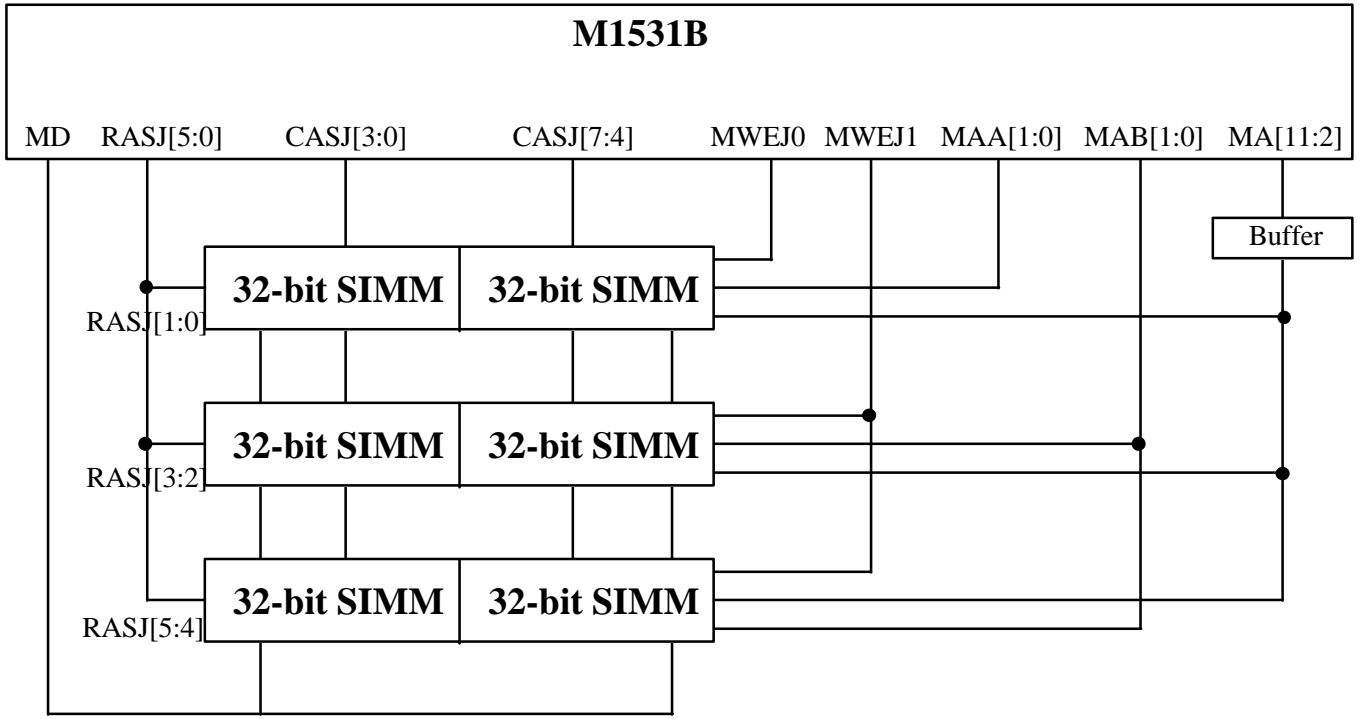 M1531B
MD RASJ[5:0] CASJ[3:0] CASJ[7:4] MWEJ0 MWEJ1 MAA[1:0] MAB[1:0] MA[11:2]
Buffer
32-bit SIMM 32-bit SIMM
RASJ[1:0]
32-bit SIMM 32-bit SIMM
RASJ[3:2]
32-bit SIMM 32-bit SIMM
RASJ[5:4]